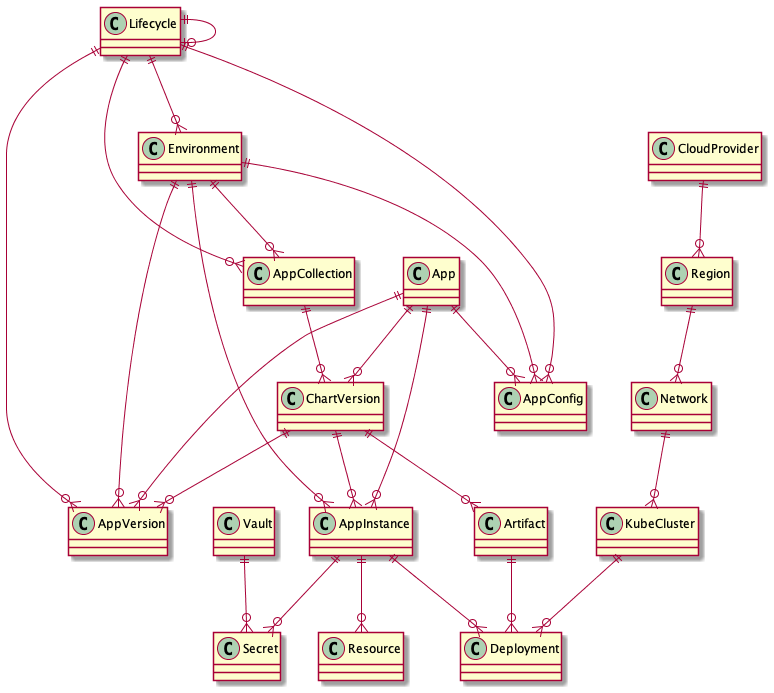 C Lifecycle
C Environment
C CloudProvider
C AppCollection
C App
C Region
C ChartVersion
C AppConfig
C Network
C AppVersion
C Vault
C AppInstance
C Artifact
C KubeCluster
C Secret
C Resource
C Deployment